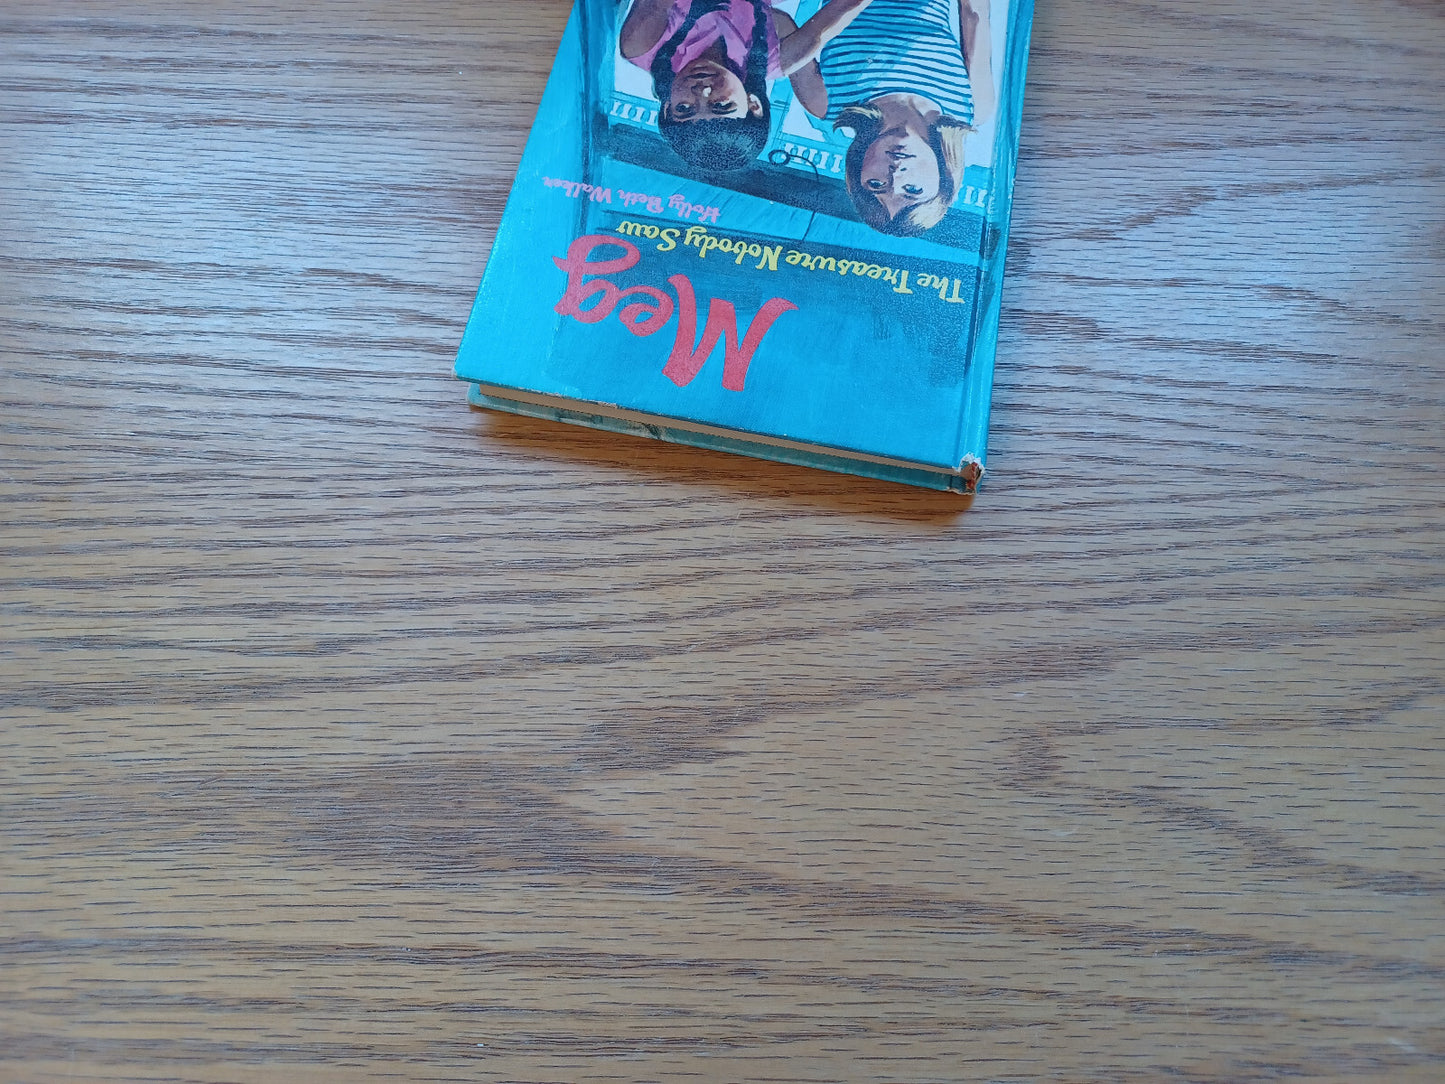 Meg
The Treasure Nobody Saw
Holly Beth Walker